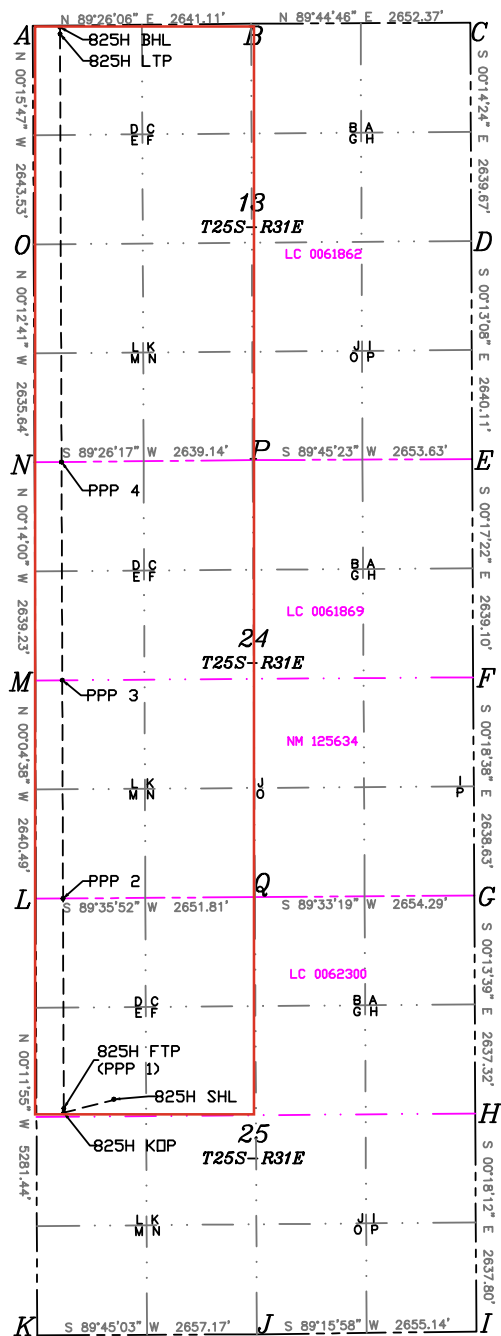 N 89°26'06" E 2641.11' N 89°44'46" E 2652.37'
A B C
825H BHL
825H LTP
N 00°15'47" W 2643.53'
S 00°14'24" E 2639.67'
D C B A
E F G H
13
T25S-R31E
O D
LC 0061862
N 00°12'41" W 2635.64'
S 00°13'08" E 2640.11'
L K J I
M N O P
S 89°26'17" W 2639.14' S 89°45'23" W 2653.63'
N P E
PPP 4
N 00°14'00" W 2639.23'
S 00°17'22" E 2639.10'
D C B A
E F G H
LC 0061869
24
T25S-R31E
M F
PPP 3
N 00°04'38" W 2640.49'
S 00°18'38" E 2638.63'
NM 125634
L K J I
M N O P
PPP 2
L Q G
S 89°35'52" W 2651.81' S 89°33'19" W 2654.29'
LC 0062300
S 00°13'39" E 2637.32'
D C B A
E F G H
N 00°11'55" W 5281.44'
825H FTP
(PPP 1)
825H SHL
H
825H KOP
25
T25S-R31E
S 00°18'12" E 2637.80'
L K J I
M N O P
K J I
S 89°45'03" W 2657.17' S 89°15'58" W 2655.14'